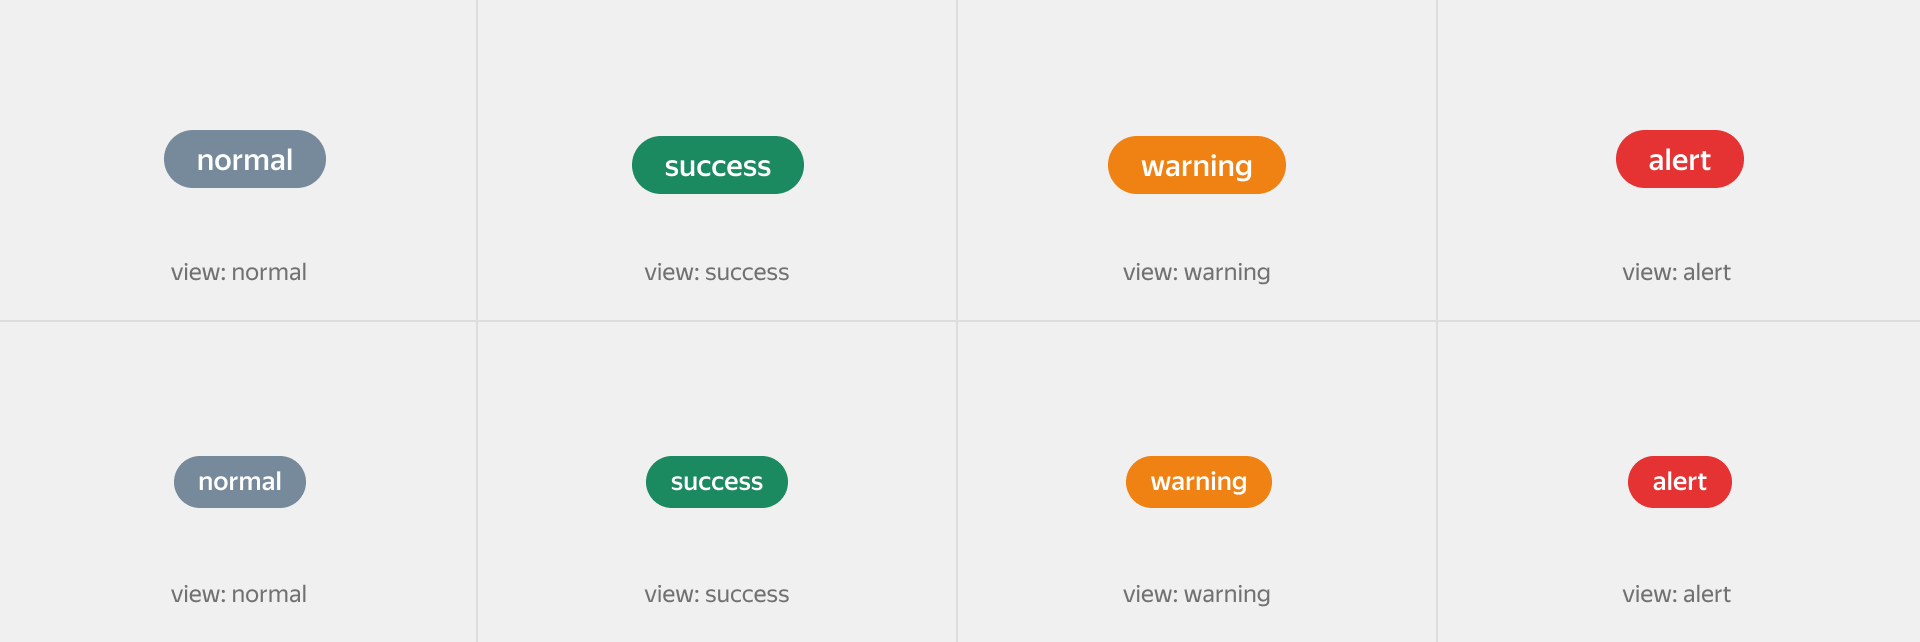 normal
success
warning
alert
view: normal
view: success
view: warning
view: alert
normal
success
warning
alert
view: normal
view: success
view: warning
view: alert